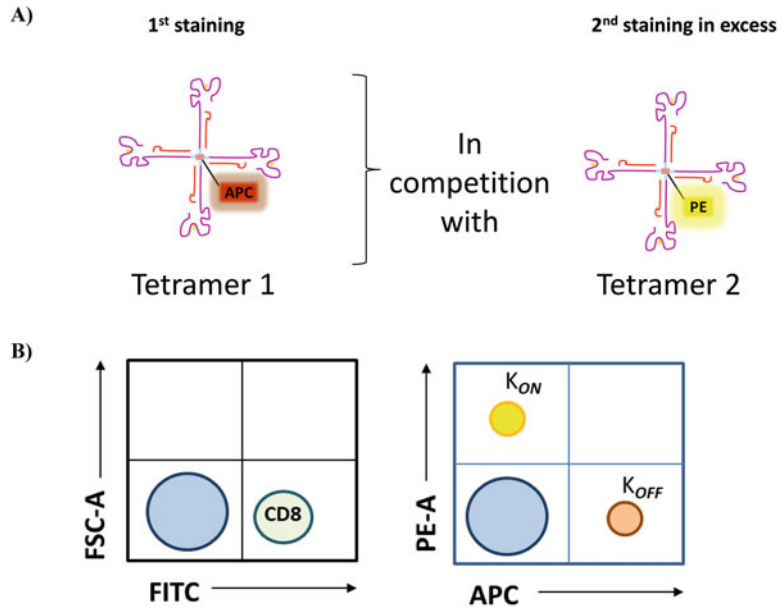 A)
1st staining
2nd staining in excess
APC
In
competition
with
PE
Tetramer 1
Tetramer 2
B)
FSC-A
CD8
FITC
PE-A
KON
KOFF
APC